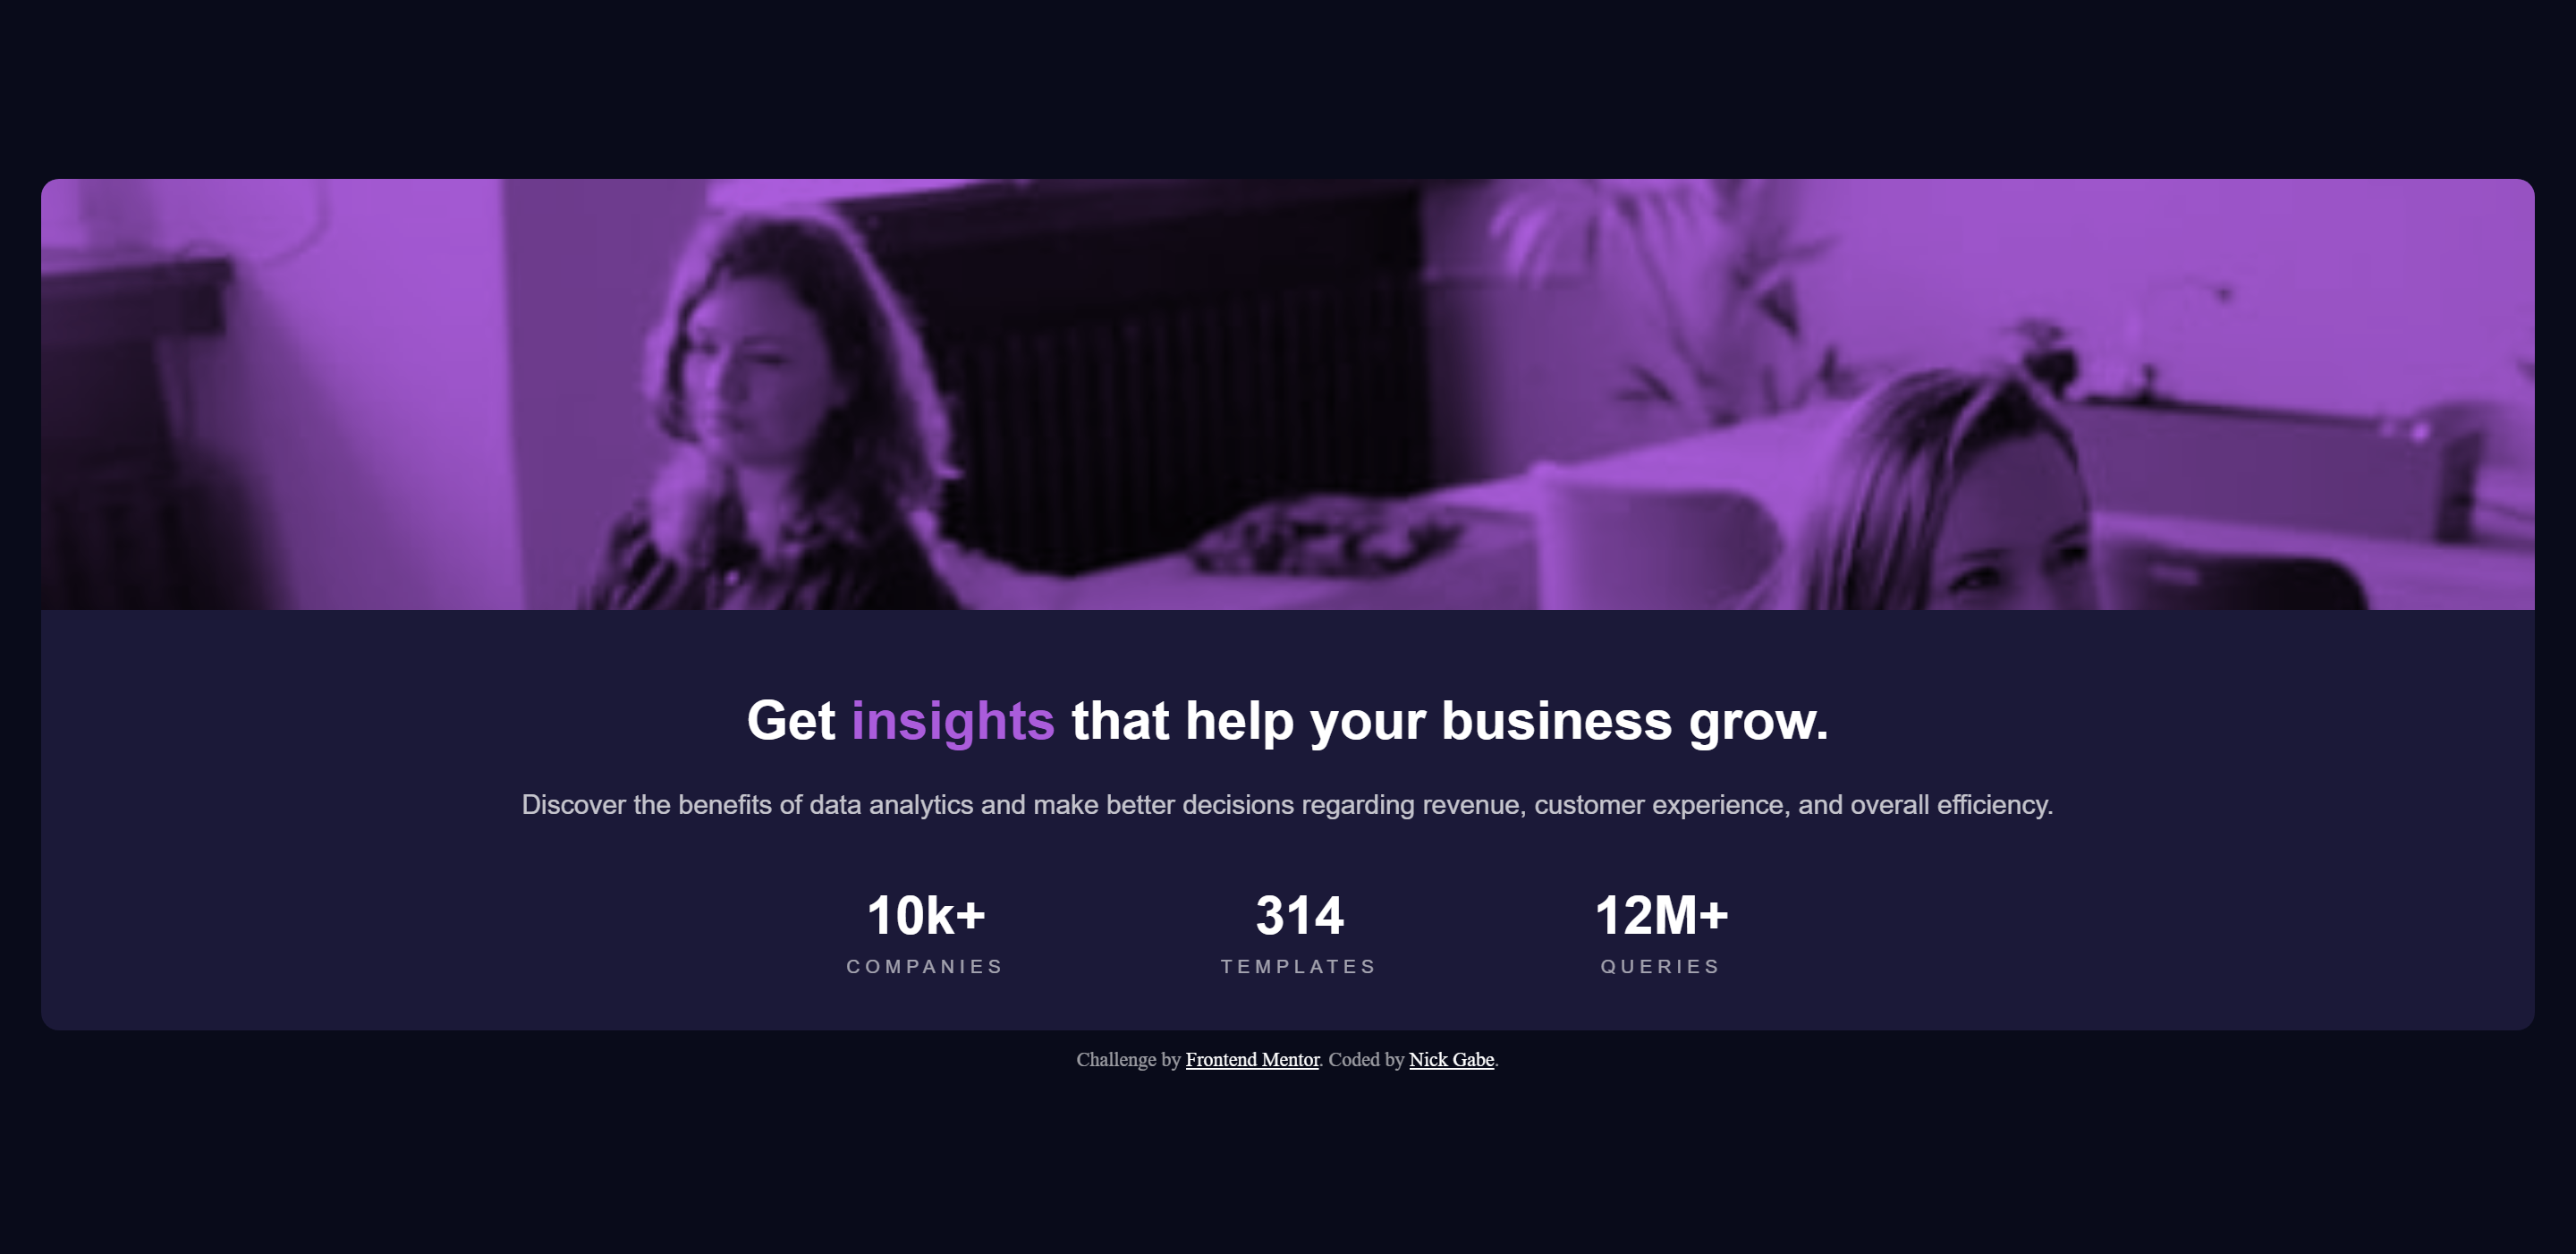 Get insights that help your business grow.
Discover the benefits of data analytics and make better decisions regarding revenue, customer experience, and overall efficiency.
10k+ 314 12M+
COMPANIES TEMPLATES QUERIES
Challenge by Frontend Mentor. Coded by Nick Gabe.